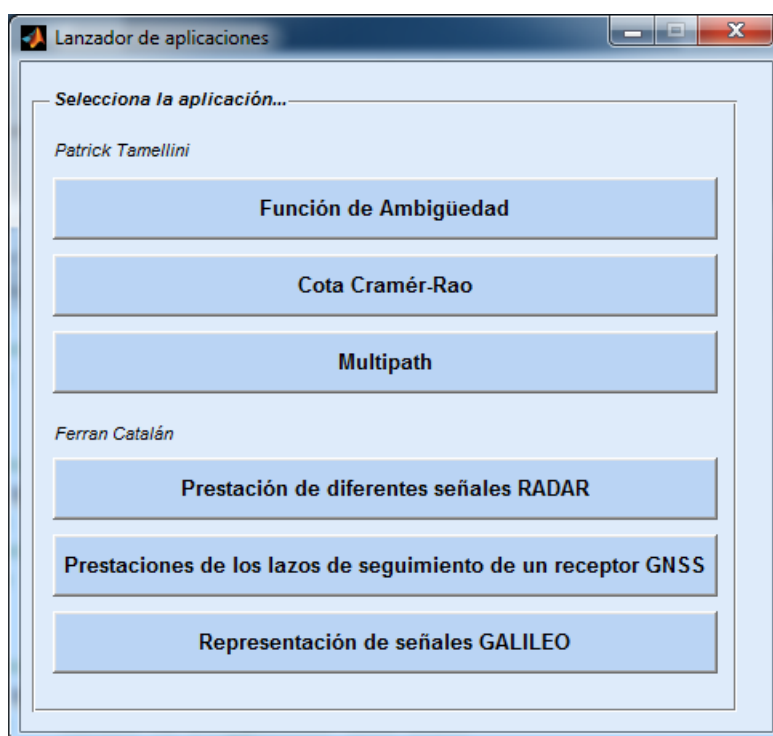 Lanzador de aplicaciones
Selecciona la aplicación...
Patrick Tamellini
Función de Ambigüedad
Cota Cramér-Rao
Multipath
Ferran Catalán
Prestación de diferentes señales RADAR
Prestaciones de los lazos de seguimiento de un receptor GNSS
Representación de señales GALILEO